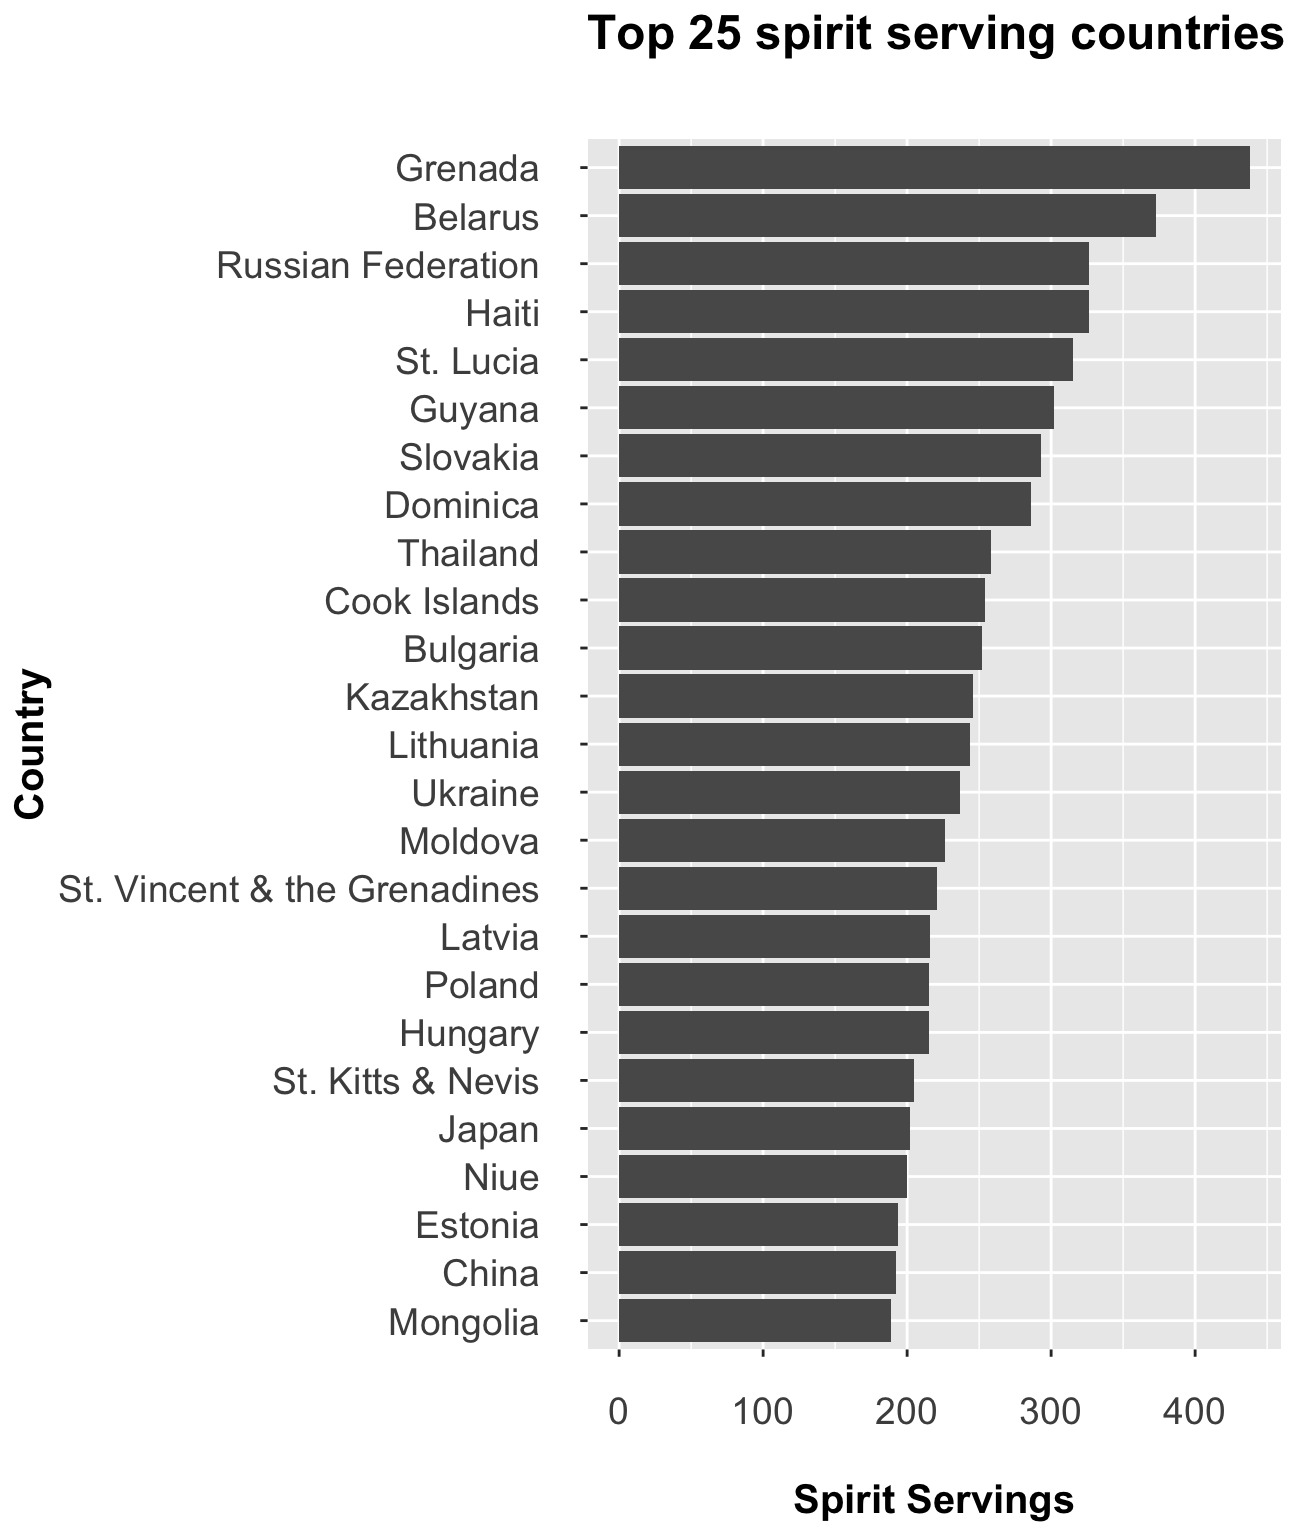 Top 25 spirit serving countries
Grenada
Belarus
Russian Federation
Haiti
St. Lucia
Guyana
Slovakia
Dominica
Thailand
Cook Islands
Bulgaria
Kazakhstan
Lithuania
Ukraine
Moldova
St. Vincent & the Grenadines
Latvia
Poland
Hungary
St. Kitts & Nevis
Japan
Niue
Estonia
China
Mongolia
Country
0 100 200 300 400
Spirit Servings